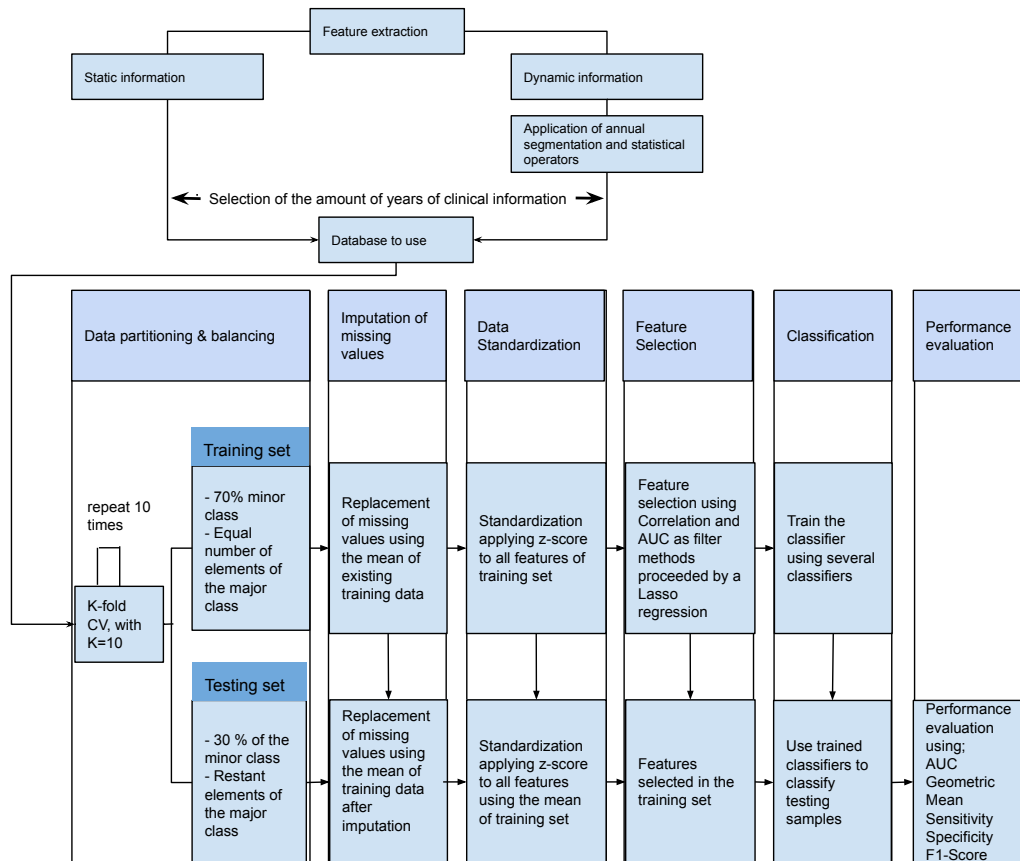 Feature extraction
Static information
Dynamic information
Application of annual
segmentation and statistical
operators
Selection of the amount of years of clinical information
Database to use
Data partitioning & balancing
Imputation of
missing
values
Data
Standardization
Feature
Selection
Classification
Performance
evaluation
repeat 10
times
K-fold
CV, with
K=10
Training set
- 70% minor
class
- Equal
number of
elements of
the major
class
Replacement
of missing
values using
the mean of
existing
training data
Standardization
applying z-score
to all features of
training set
Feature
selection using
Correlation and
AUC as filter
methods
proceeded by a
Lasso
regression
Train the
classifier
using several
classifiers
Testing set
- 30 % of the
minor class
- Restant
elements of
the major
class
Replacement
of missing
values using
the mean of
training data
after
imputation
Standardization
applying z-score
to all features
using the mean
of training set
Features
selected in the
training set
Use trained
classifiers to
classify
testing
samples
Performance
evaluation
using;
AUC
Geometric
Mean
Sensitivity
Specificity
F1-Score